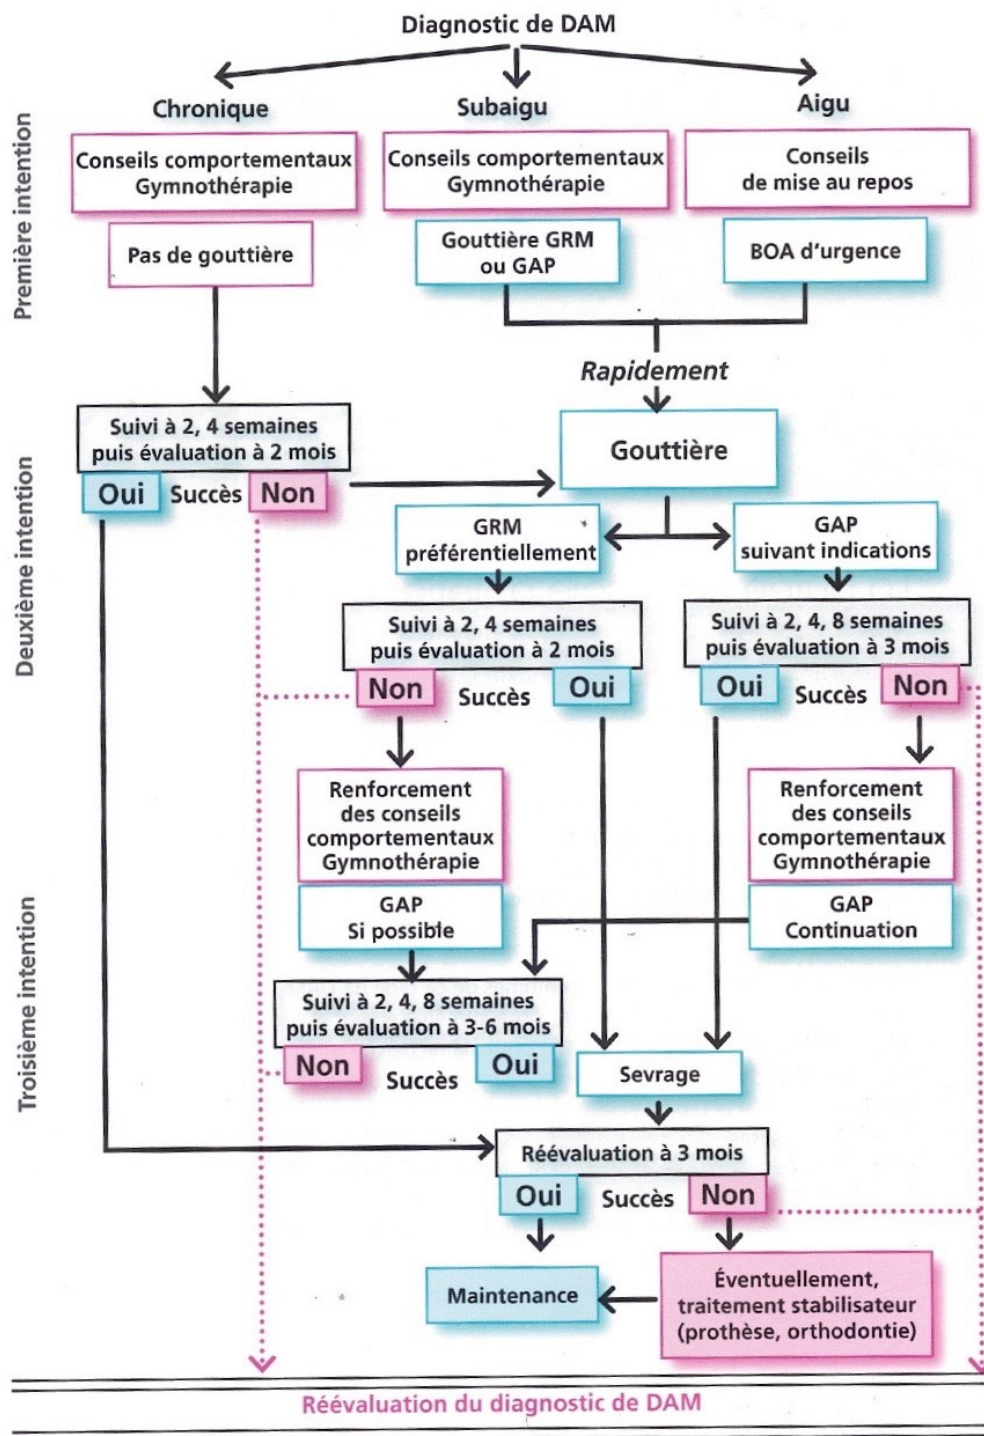 Diagnostic de DAM
Chronique
Subaigu
Aigu
Première intention
Conseils comportementaux
Gymnothérapie
Conseils comportementaux
Gymnothérapie
Conseils
de mise au repos
Pas de gouttière
Gouttière GRM
ou GAP
BOA d'urgence
Rapidement
Deuxième intention
Suivi à 2, 4 semaines
puis évaluation à 2 mois
Oui Succès Non
Gouttière
GRM
préférentiellement
GAP
suivant indications
Suivi à 2, 4 semaines
puis évaluation à 2 mois
Non Succès Oui
Suivi à 2, 4, 8 semaines
puis évaluation à 3 mois
Oui Succès Non
Troisième intention
Renforcement
des conseils
comportementaux
Gymnothérapie
GAP
Si possible
Renforcement
des conseils
comportementaux
Gymnothérapie
GAP
Continuation
Suivi à 2, 4, 8 semaines
puis évaluation à 3-6 mois
Non Succès Oui
Sevrage
Réévaluation à 3 mois
Oui Succès Non
Maintenance
Éventuellement,
traitement stabilisateur
(prothèse, orthodontie)
Réévaluation du diagnostic de DAM